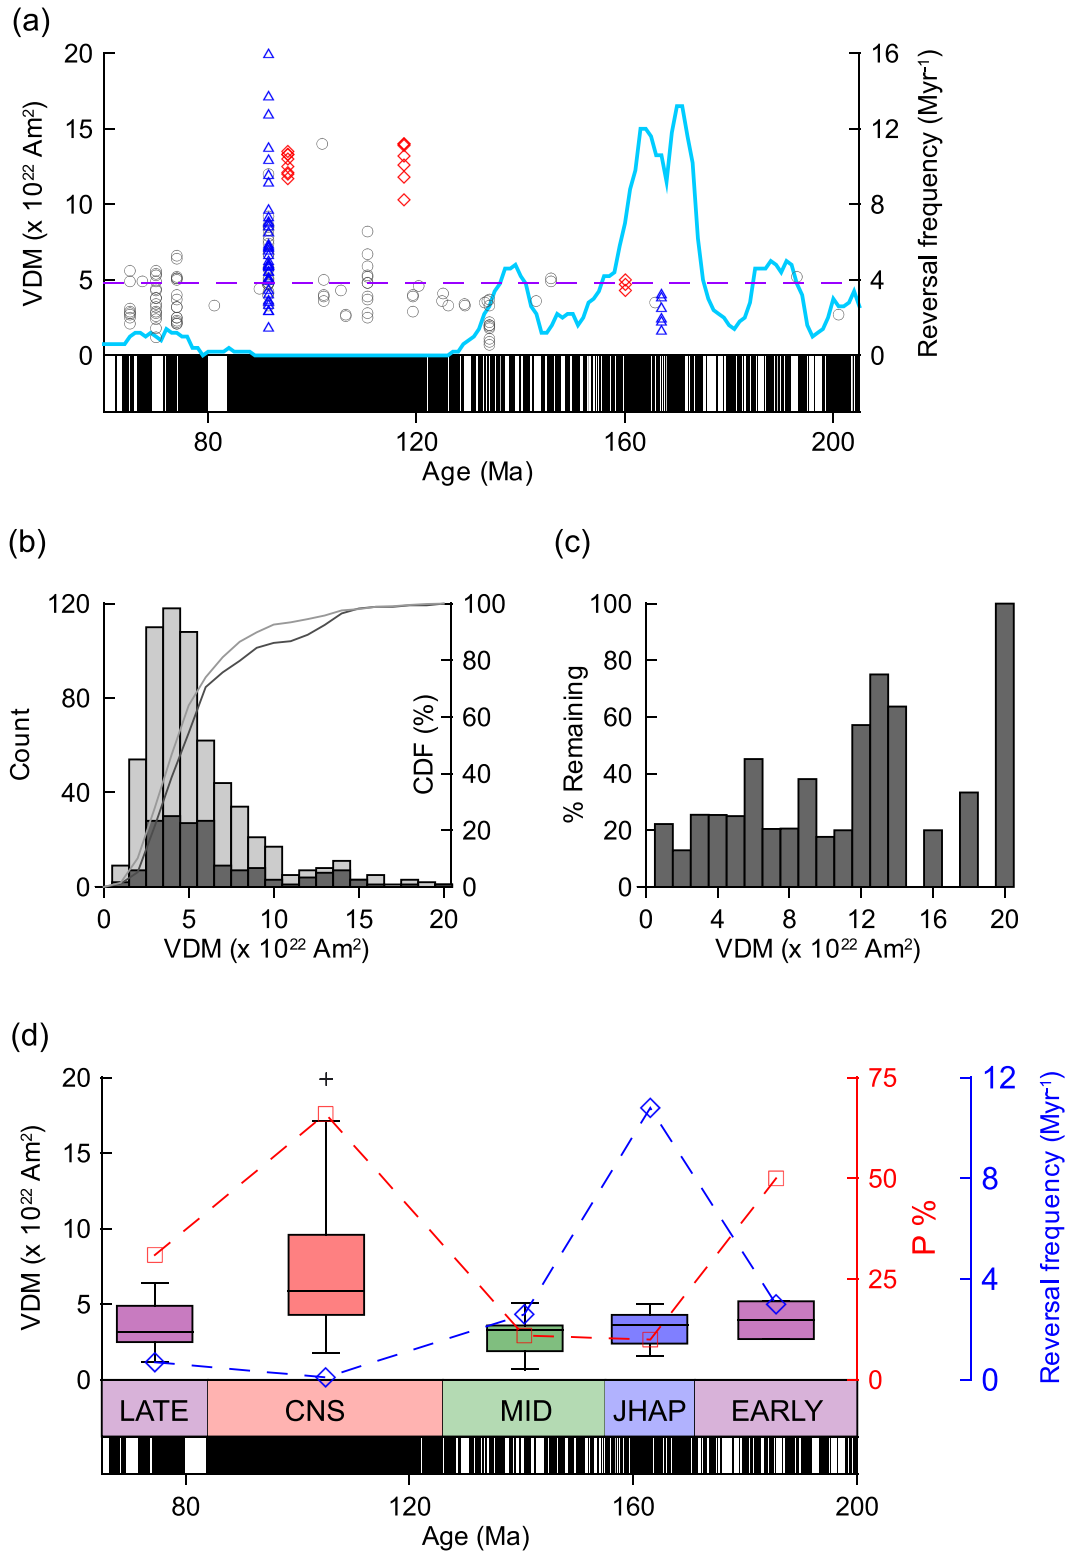 (a)
20
15
10
5
0
VDM (x 10²² Am²)
16
12
8
4
0
Reversal frequency (Myr⁻¹)
80
120
160
200
Age (Ma)
(b)
120
80
40
0
Count
100
80
60
40
20
0
CDF (%)
0
5
10
15
20
VDM (x 10²² Am²)
(c)
100
80
60
40
20
0
% Remaining
0
4
8
12
16
20
VDM (x 10²² Am²)
(d)
20
15
10
5
0
VDM (x 10²² Am²)
75
50
25
0
P %
12
8
4
0
Reversal frequency (Myr⁻¹)
LATE
CNS
MID
JHAP
EARLY
80
120
160
200
Age (Ma)